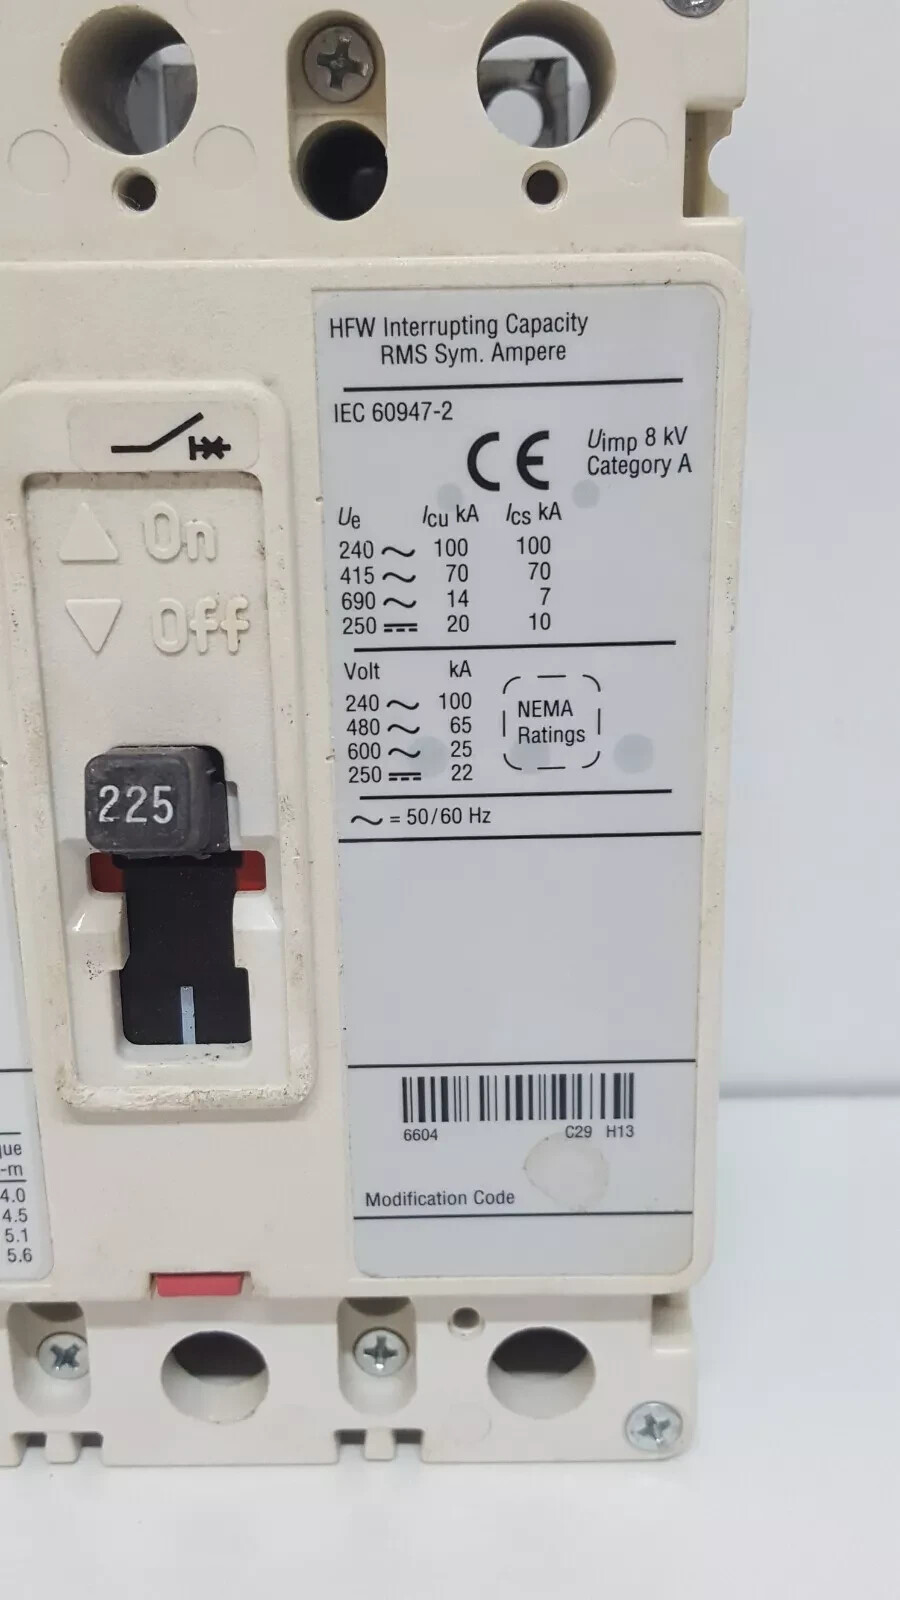 HFW Interrupting Capacity
RMS Sym. Ampere
IEC 60947-2
CE Uimp 8 kV
Category A
Ue Icu kA Ics kA
240 ~ 100 100
415 ~ 70 70
690 ~ 14 7
250 ⎓ 20 10
Volt kA
240 ~ 100
480 ~ 65
600 ~ 25
250 ⎓ 22
NEMA
Ratings
~ = 50/60 Hz
6604 C29 H13
Modification Code
On
Off
225
-m
4.0
4.5
5.1
5.6